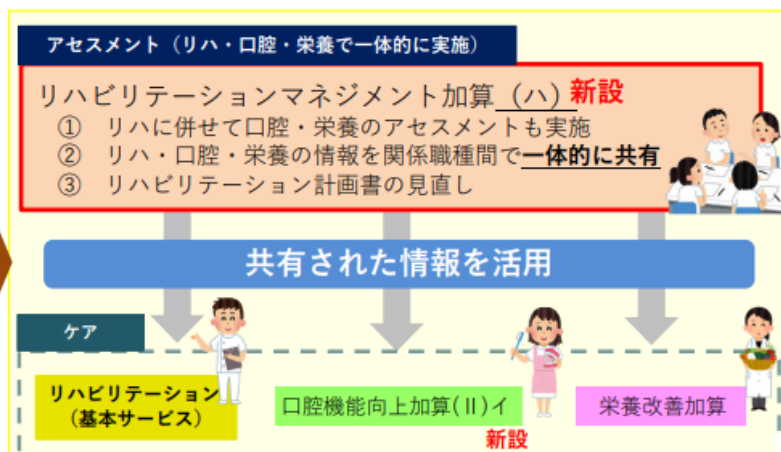 アセスメント（リハ・口腔・栄養で一体的に実施）
リハビリテーションマネジメント加算（ハ）新設
① リハに併せて口腔・栄養のアセスメントも実施
② リハ・口腔・栄養の情報を関係職種間で一体的に共有
③ リハビリテーション計画書の見直し
共有された情報を活用
ケア
リハビリテーション
（基本サービス）
口腔機能向上加算(Ⅱ)イ
新設
栄養改善加算